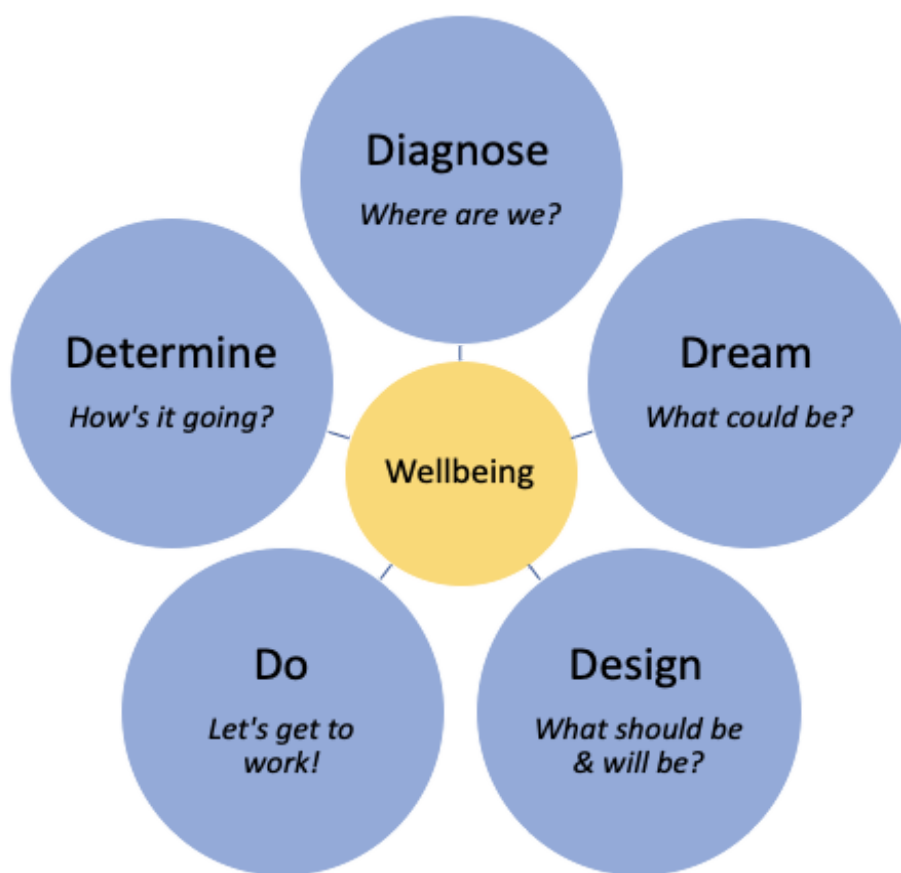 Diagnose
Where are we?
Dream
What could be?
Design
What should be
& will be?
Do
Let's get to
work!
Determine
How's it going?
Wellbeing